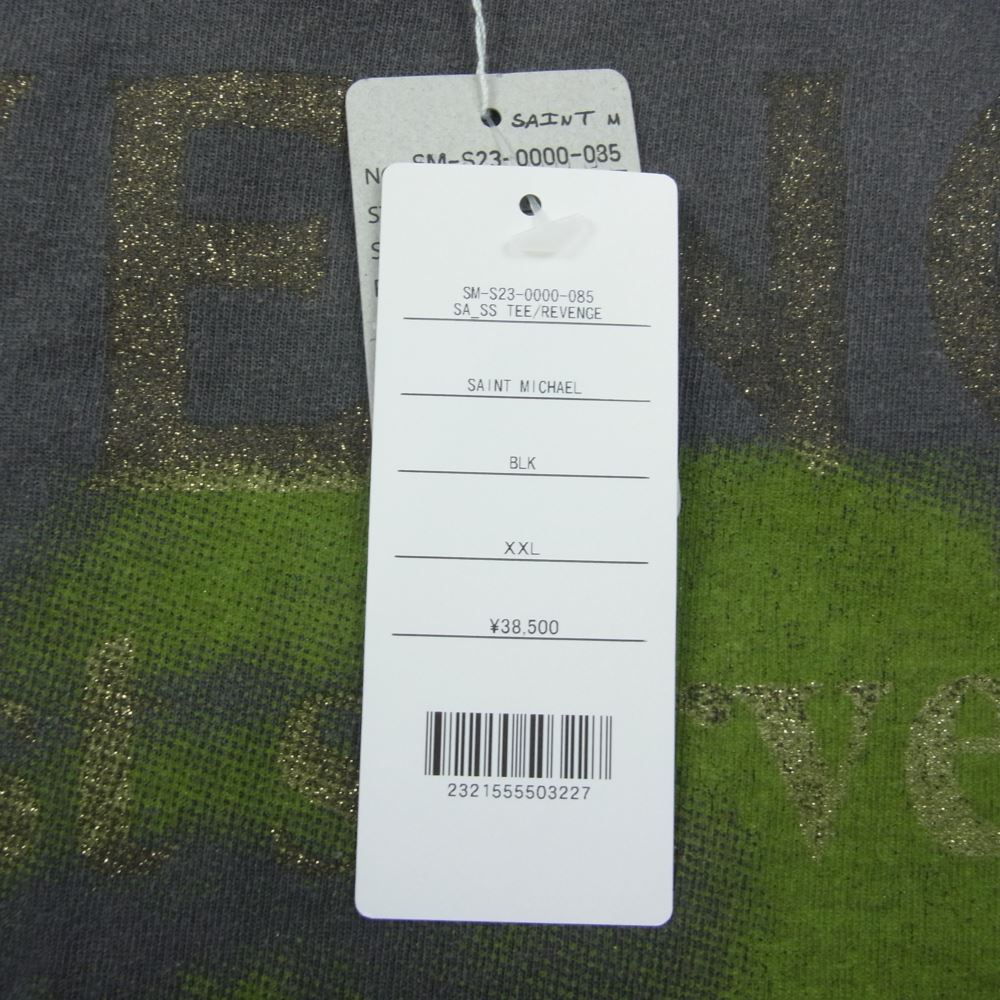 ENG
SAINT M
SM-S23-0000-035
SM-S23-0000-085
SA_SS TEE/REVENGE
SAINT MICHAEL
BLK
XXL
¥38,500
2321555503227